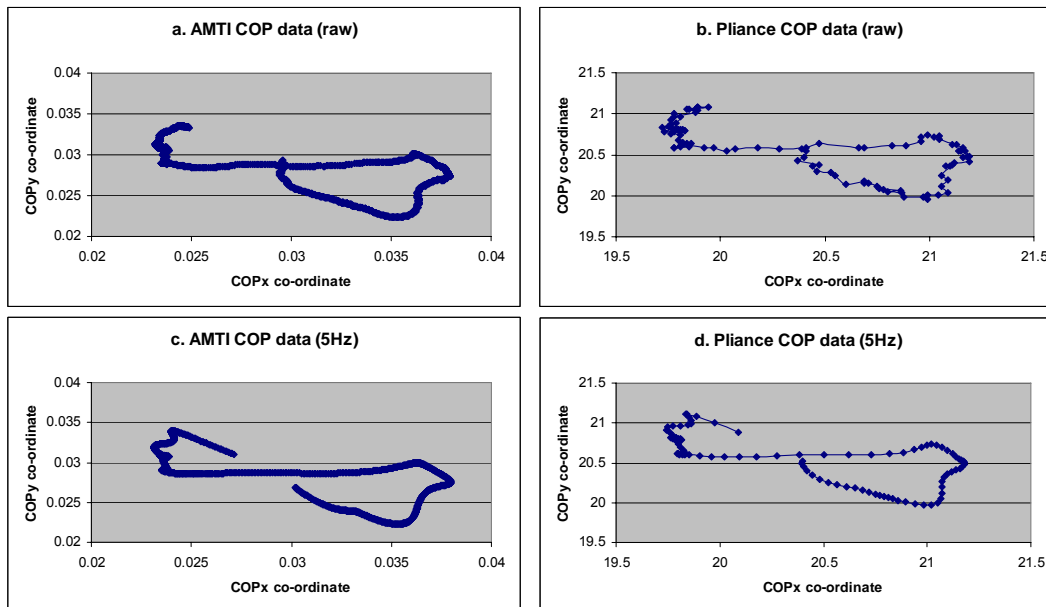 a. AMTI COP data (raw)
0.04
0.035
0.03
0.025
0.02
0.02 0.025 0.03 0.035 0.04
COPx co-ordinate
COPy co-ordinate
b. Pliance COP data (raw)
21.5
21
20.5
20
19.5
19.5 20 20.5 21 21.5
COPx co-ordinate
COPy co-ordinate
c. AMTI COP data (5Hz)
0.04
0.035
0.03
0.025
0.02
0.02 0.025 0.03 0.035 0.04
COPx co-ordinate
COPy co-ordinate
d. Pliance COP data (5Hz)
21.5
21
20.5
20
19.5
19.5 20 20.5 21 21.5
COPx co-ordinate
COPy co-ordinate